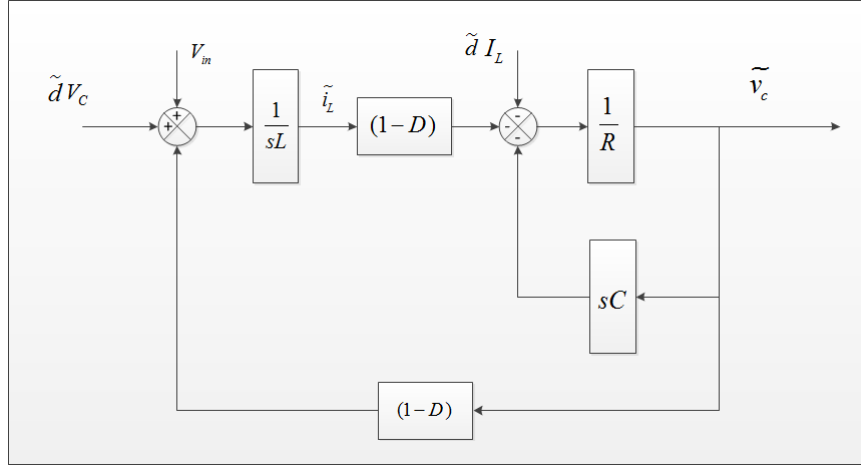 d̃ V_C
V_in
+
+
+
1/sL
ĩ_L
(1−D)
d̃ I_L
-
-
-
1/R
ṽ_c
sC
(1−D)